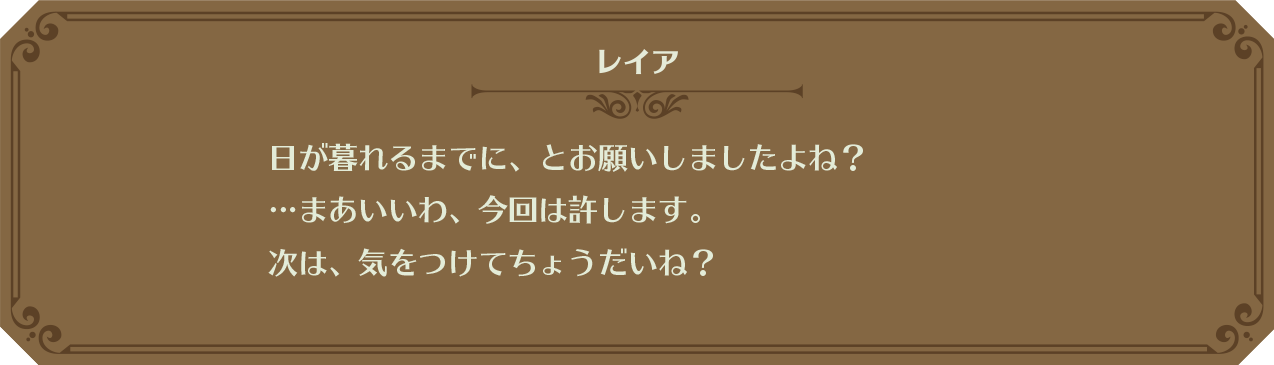 レイア
日が暮れるまでに、とお願いしましたよね？
…まあいいわ、今回は許します。
次は、気をつけてちょうだいね？